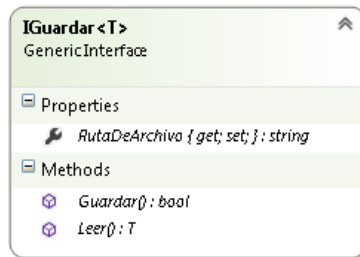 IGuardar<T>
GenericInterface
Properties
RutaDeArchivo { get; set; } : string
Methods
Guardar() : bool
Leer() : T